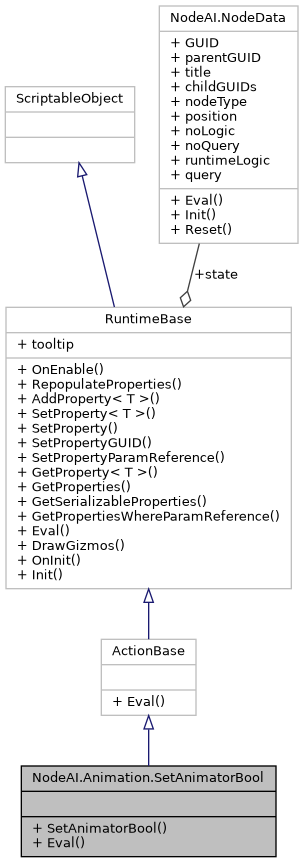 NodeAI.NodeData
+ GUID
+ parentGUID
+ title
+ childGUIDs
+ nodeType
+ position
+ noLogic
+ noQuery
+ runtimeLogic
+ query
+ Eval()
+ Init()
+ Reset()
ScriptableObject
+state
RuntimeBase
+ tooltip
+ OnEnable()
+ RepopulateProperties()
+ AddProperty< T >()
+ SetProperty< T >()
+ SetProperty()
+ SetPropertyGUID()
+ SetPropertyParamReference()
+ GetProperty< T >()
+ GetProperties()
+ GetSerializableProperties()
+ GetPropertiesWhereParamReference()
+ Eval()
+ DrawGizmos()
+ OnInit()
+ Init()
ActionBase
+ Eval()
NodeAI.Animation.SetAnimatorBool
+ SetAnimatorBool()
+ Eval()